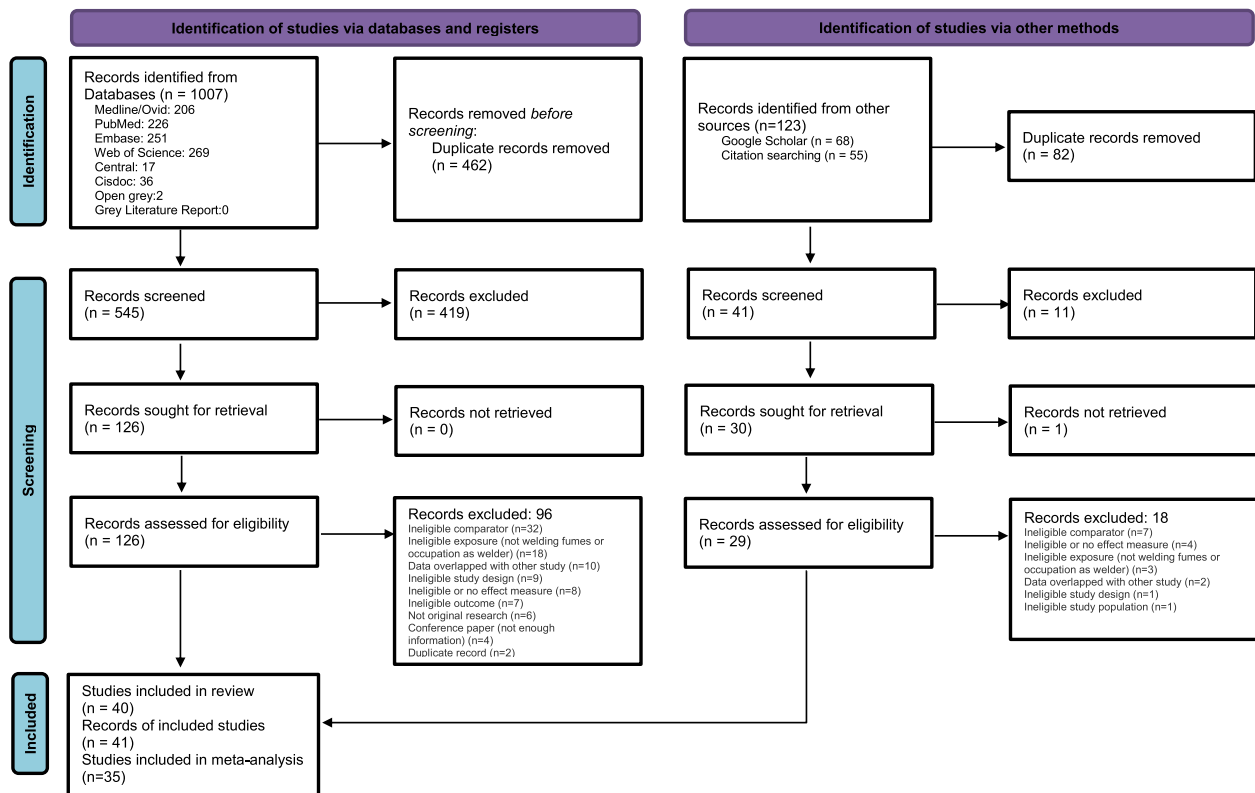 Identification of studies via databases and registers
Identification of studies via other methods
Identification
Records identified from
Databases (n = 1007)
Medline/Ovid: 206
PubMed: 226
Embase: 251
Web of Science: 269
Central: 17
Cisdoc: 36
Open grey:2
Grey Literature Report:0
Records removed before
screening:
Duplicate records removed
(n = 462)
Records identified from other
sources (n=123)
Google Scholar (n = 68)
Citation searching (n = 55)
Duplicate records removed
(n = 82)
Screening
Records screened
(n = 545)
Records excluded
(n = 419)
Records screened
(n = 41)
Records excluded
(n = 11)
Records sought for retrieval
(n = 126)
Records not retrieved
(n = 0)
Records sought for retrieval
(n = 30)
Records not retrieved
(n = 1)
Records assessed for eligibility
(n = 126)
Records excluded: 96
Ineligible comparator (n=32)
Ineligible exposure (not welding fumes or
occupation as welder) (n=18)
Data overlapped with other study (n=10)
Ineligible study design (n=9)
Ineligible or no effect measure (n=8)
Ineligible outcome (n=7)
Not original research (n=6)
Conference paper (not enough
information) (n=4)
Duplicate record (n=2)
Records assessed for eligibility
(n = 29)
Records excluded: 18
Ineligible comparator (n=7)
Ineligible or no effect measure (n=4)
Ineligible exposure (not welding fumes or
occupation as welder) (n=3)
Data overlapped with other study (n=2)
Ineligible study design (n=1)
Ineligible study population (n=1)
Included
Studies included in review
(n = 40)
Records of included studies
(n = 41)
Studies included in meta-analysis
(n=35)